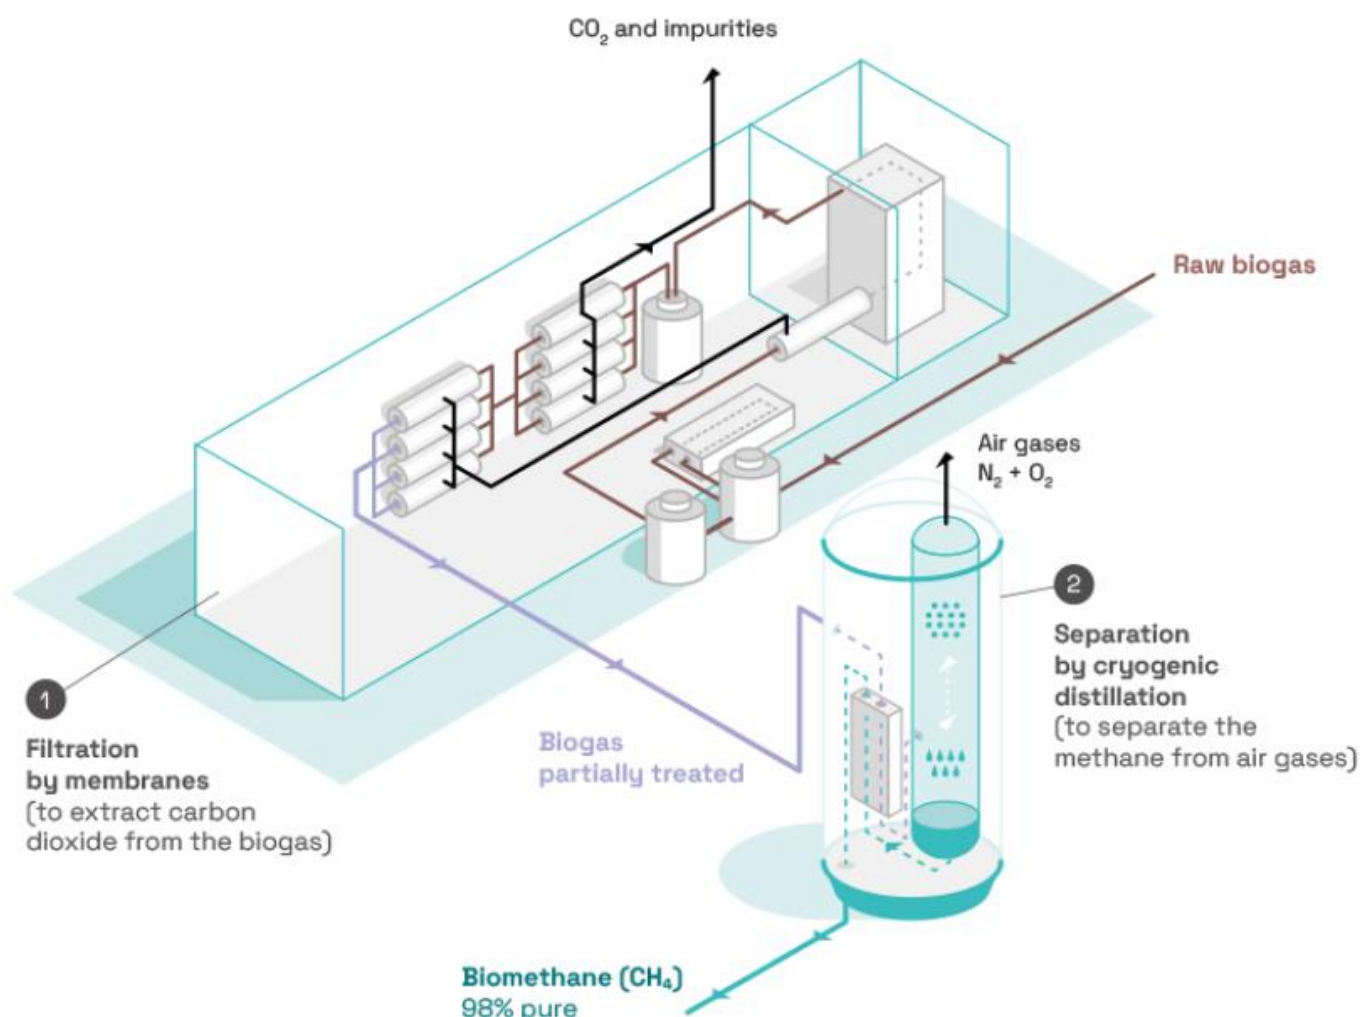 CO₂ and impurities
Raw biogas
Air gases
N₂ + O₂
2
Separation
by cryogenic
distillation
(to separate the
methane from air gases)
1
Filtration
by membranes
(to extract carbon
dioxide from the biogas)
Biogas
partially treated
Biomethane (CH₄)
98% pure